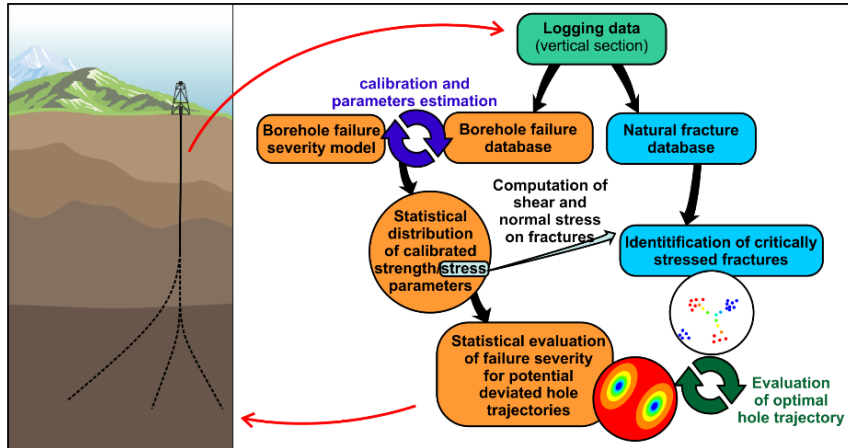 Logging data
(vertical section)
calibration and
parameters estimation
Borehole failure
severity model
Borehole failure
database
Natural fracture
database
Computation of
shear and
normal stress
on fractures
Statistical
distribution
of calibrated
strength/stress
parameters
Identitification of critically
stressed fractures
Statistical evaluation
of failure severity
for potential
deviated hole
trajectories
Evaluation
of optimal
hole trajectory